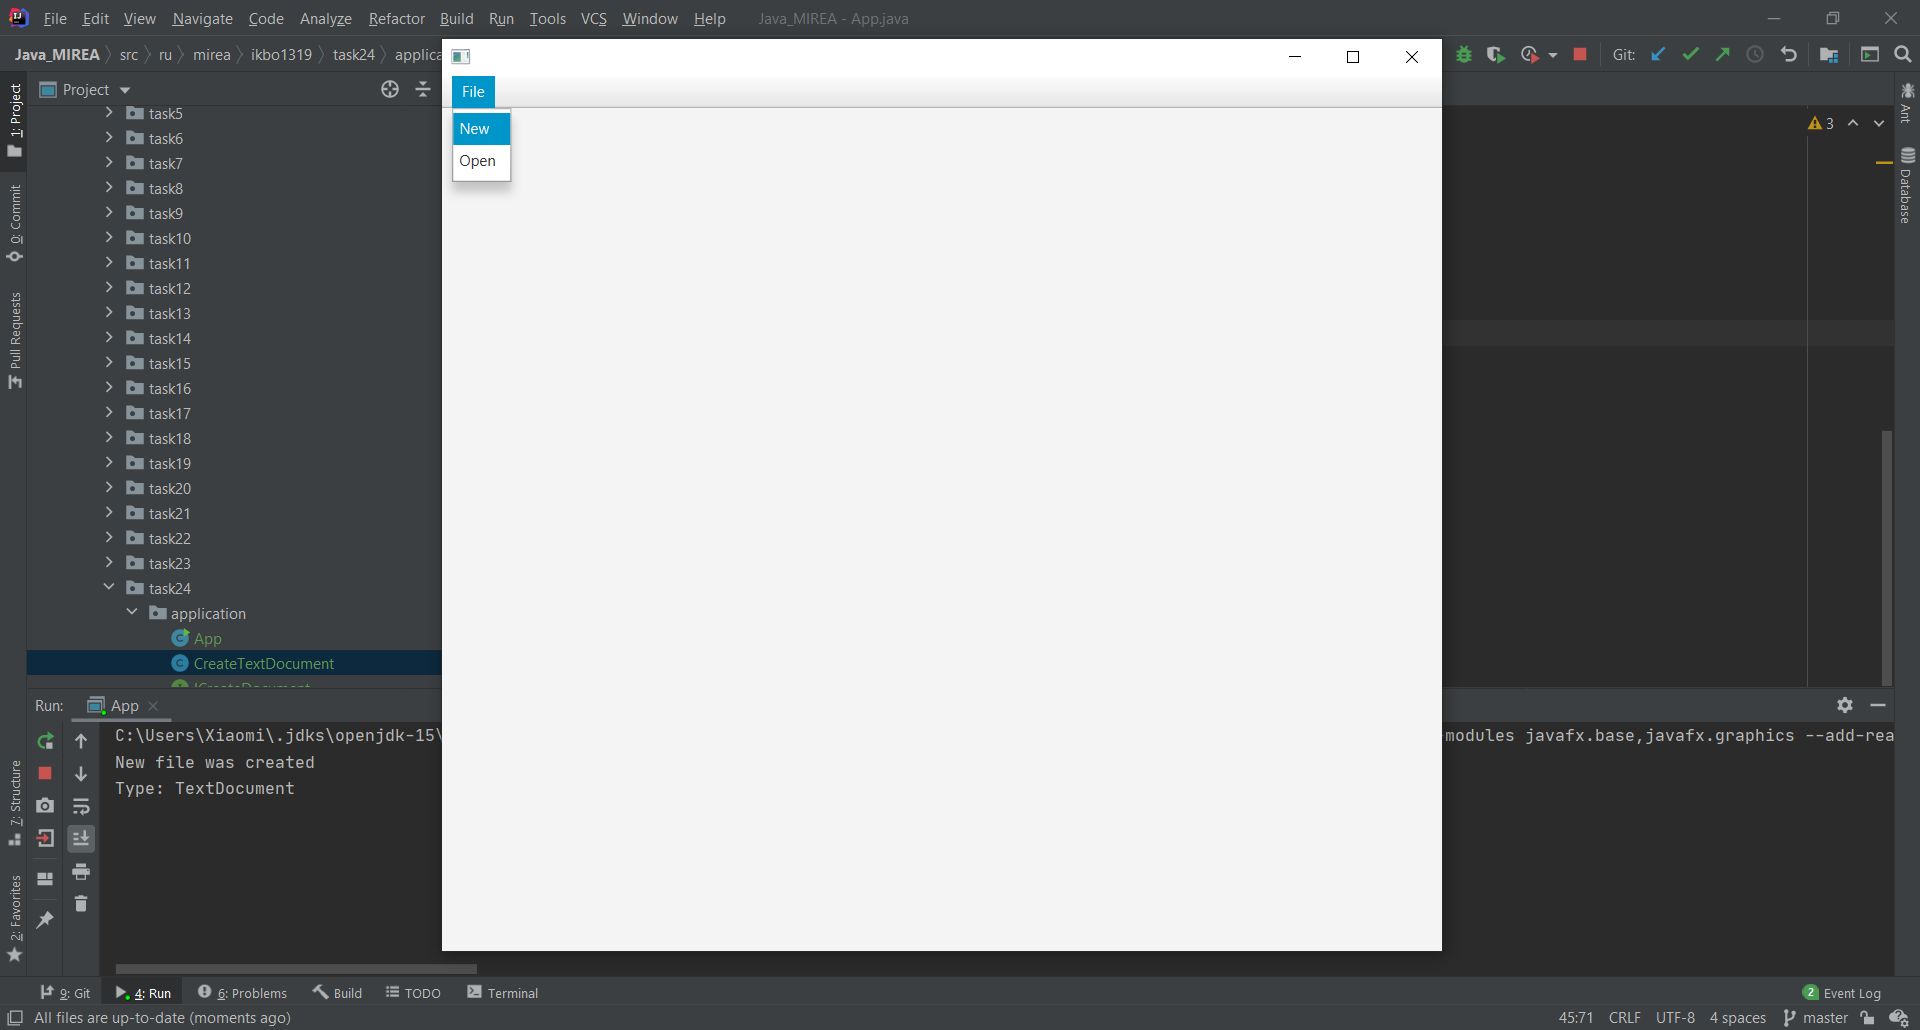 File Edit View Navigate Code Analyze Refactor Build Run Tools VCS Window Help Java_MIREA - App.java
Java_MIREA src ru mirea ikbo1319 task24 applica
Git:
Project
File
New
Open
3
1: Project
0: Commit
Pull Requests
7: Structure
2: Favorites
Ant
Database
task5
task6
task7
task8
task9
task10
task11
task12
task13
task14
task15
task16
task17
task18
task19
task20
task21
task22
task23
task24
application
App
CreateTextDocument
ICreateDocument
Run: App
C:\Users\Xiaomi\.jdks\openjdk-15\ -modules javafx.base,javafx.graphics --add-rea
New file was created
Type: TextDocument
9: Git 4: Run 6: Problems Build TODO Terminal 2 Event Log
All files are up-to-date (moments ago) 45:71 CRLF UTF-8 4 spaces master